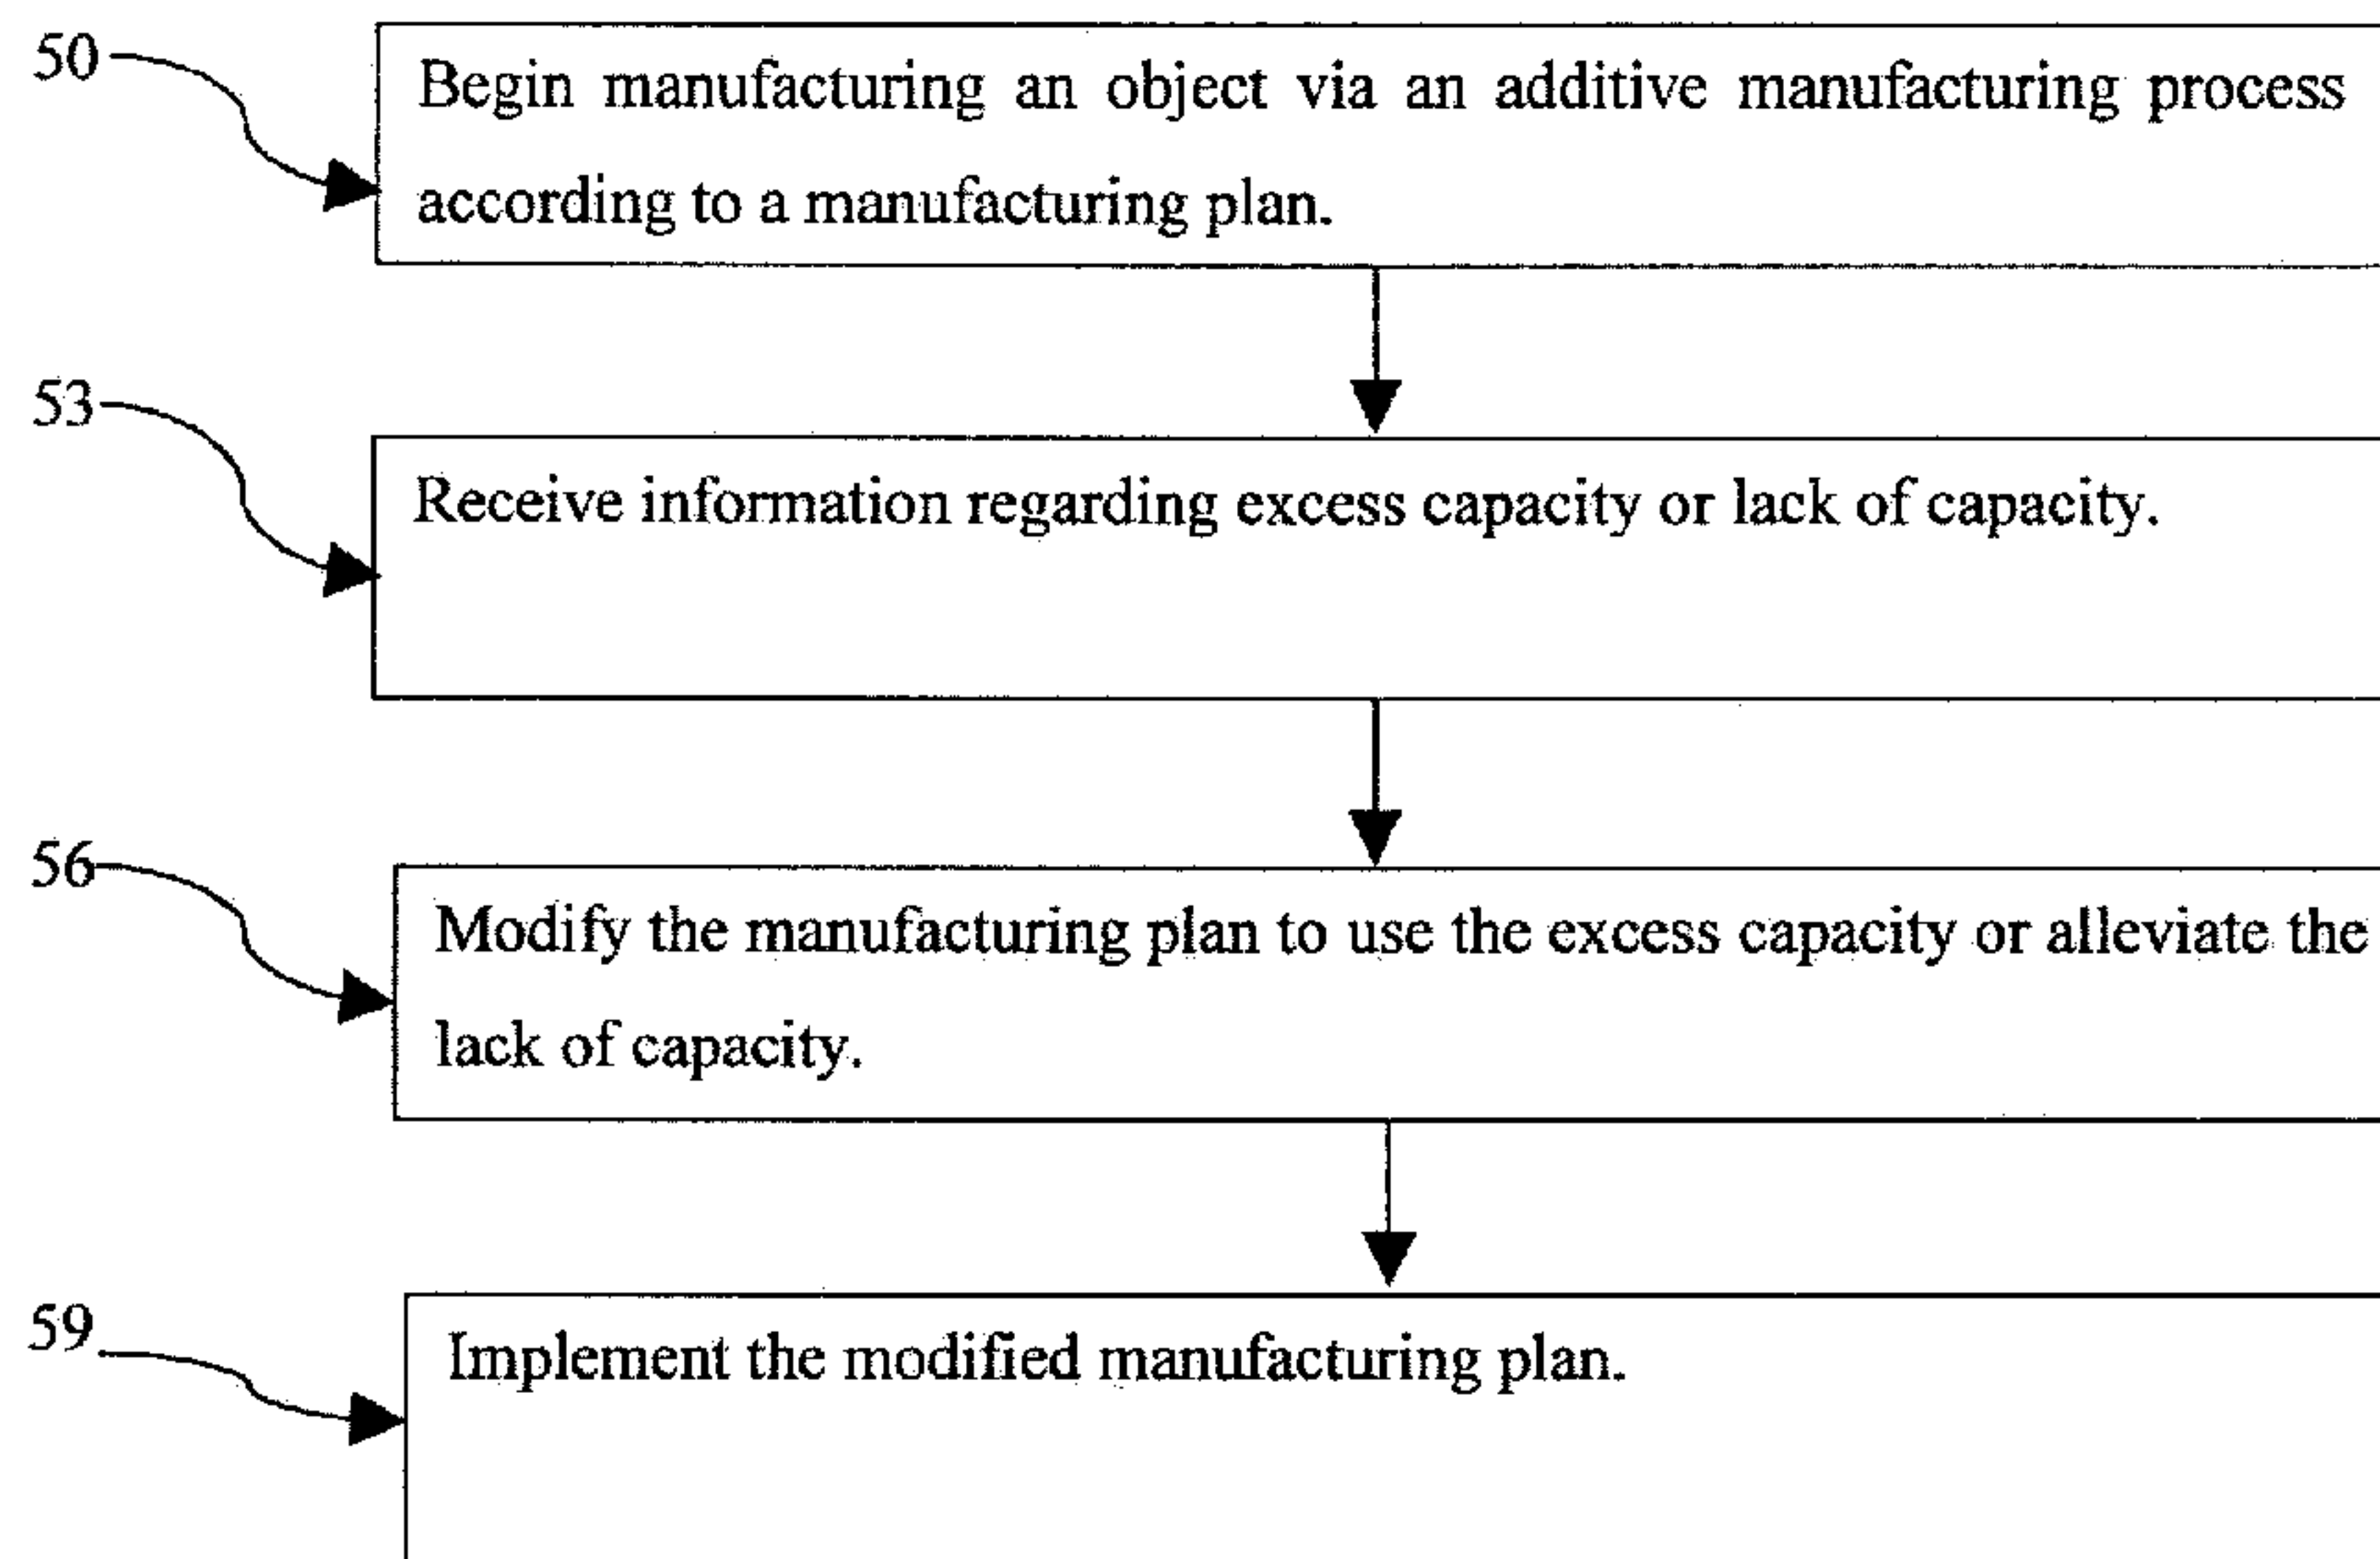 50
Begin manufacturing an object via an additive manufacturing process
according to a manufacturing plan.
53
Receive information regarding excess capacity or lack of capacity.
56
Modify the manufacturing plan to use the excess capacity or alleviate the
lack of capacity.
59
Implement the modified manufacturing plan.